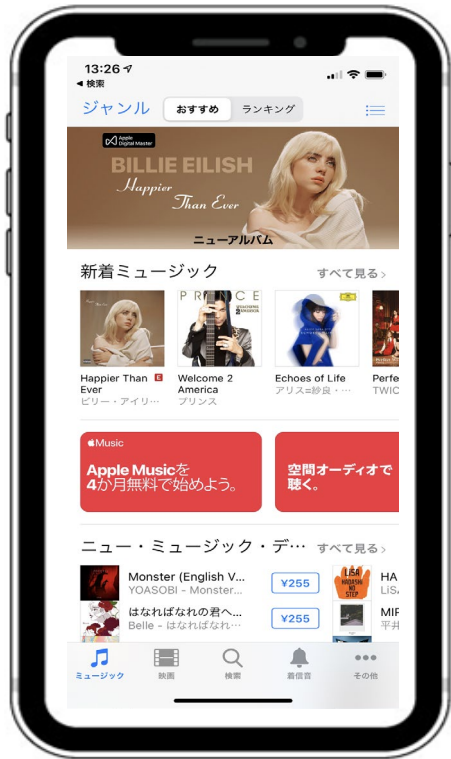 13:26
◀ 検索
ジャンル おすすめ ランキング
Apple
Digital Master
BILLIE EILISH
Happier
Than Ever
ニューアルバム
新着ミュージック すべて見る>
PRINCE
Happier Than Ever 🅴
ビリー・アイリ…
Welcome 2 America
プリンス
Echoes of Life
アリス=紗良・…
Perfe
TWIC
Music
Apple Musicを
4か月無料で始めよう。
空間オーディオで
聴く。
ニュー・ミュージック・デ… すべて見る>
Monster (English V...
YOASOBI - Monster...
¥255
LiSA
HADASHi
NO
STEP
HA
LiSA
はなればなれの君へ...
Belle - はなればなれ…
¥255
MIR
平井
ミュージック 映画 検索 着信音 その他